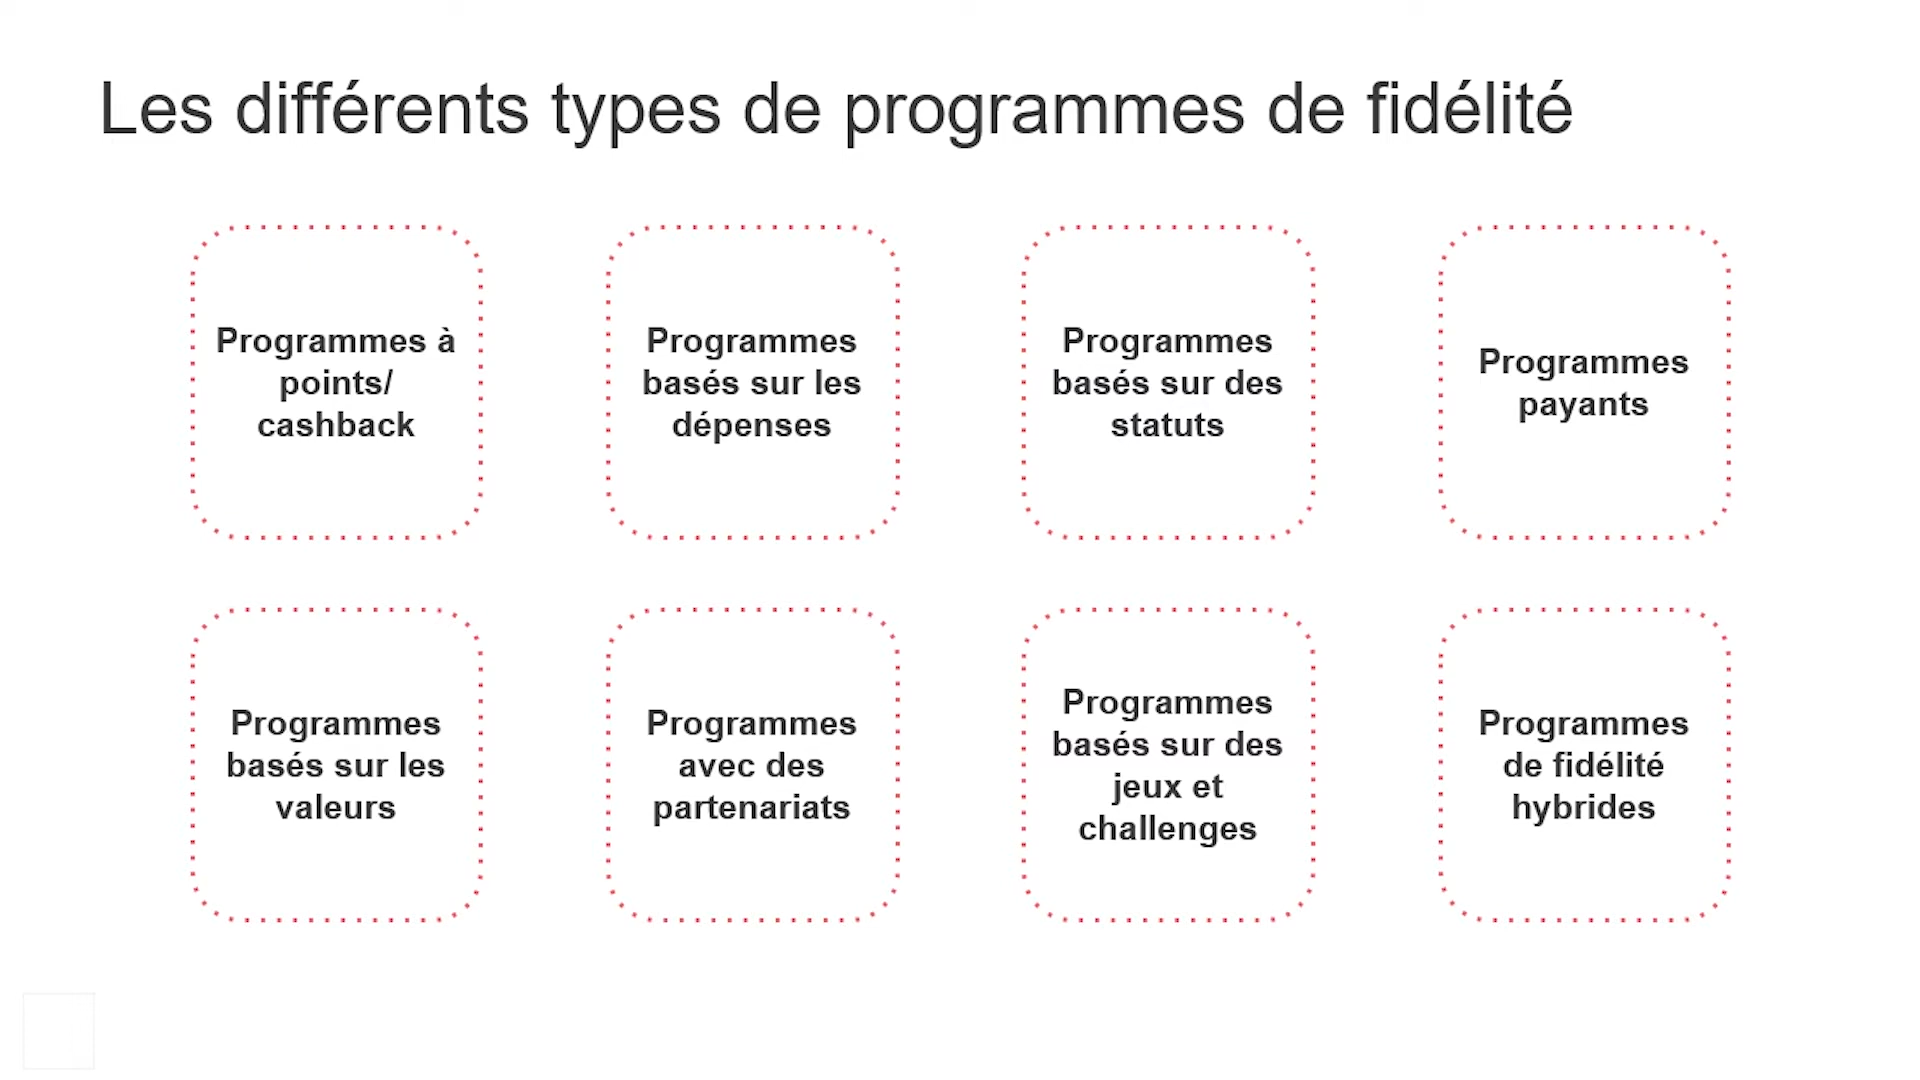 Les différents types de programmes de fidélité
Programmes à
points/
cashback
Programmes
basés sur les
dépenses
Programmes
basés sur des
statuts
Programmes
payants
Programmes
basés sur les
valeurs
Programmes
avec des
partenariats
Programmes
basés sur des
jeux et
challenges
Programmes
de fidélité
hybrides